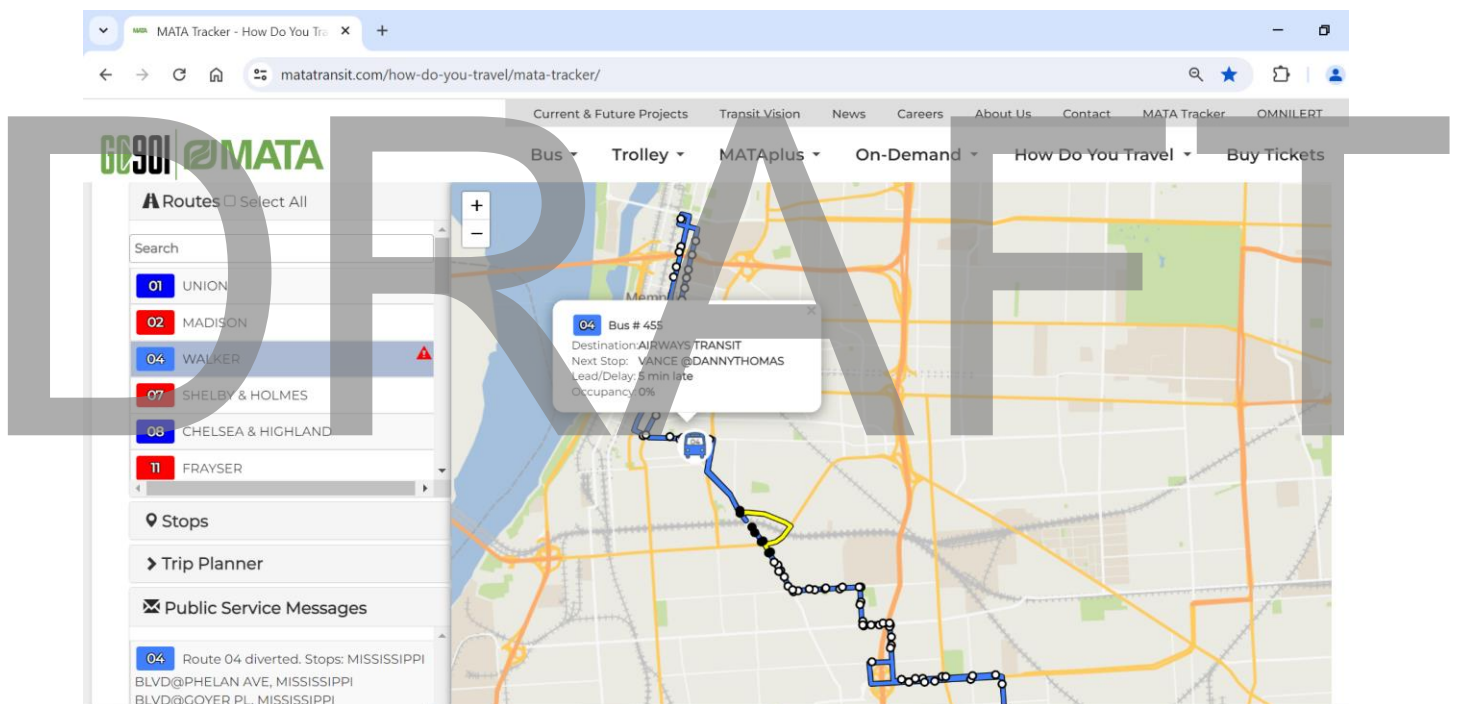 MATA Tracker - How Do You Tra
matatransit.com/how-do-you-travel/mata-tracker/
Current & Future Projects Transit Vision News Careers About Us Contact MATA Tracker OMNILERT
GO901 MATA
Bus Trolley MATAplus On-Demand How Do You Travel Buy Tickets
DRAFT
Routes Select All
Search
01 UNION
02 MADISON
04 WALKER
07 SHELBY & HOLMES
08 CHELSEA & HIGHLAND
11 FRAYSER
Stops
Trip Planner
Public Service Messages
04 Route 04 diverted. Stops: MISSISSIPPI
BLVD@PHELAN AVE, MISSISSIPPI
BLVD@GOYER PL, MISSISSIPPI
+
−
Memp
04 Bus # 455
Destination:AIRWAYS TRANSIT
Next Stop: VANCE @DANNYTHOMAS
Lead/Delay: 5 min late
Occupancy: 0%
04